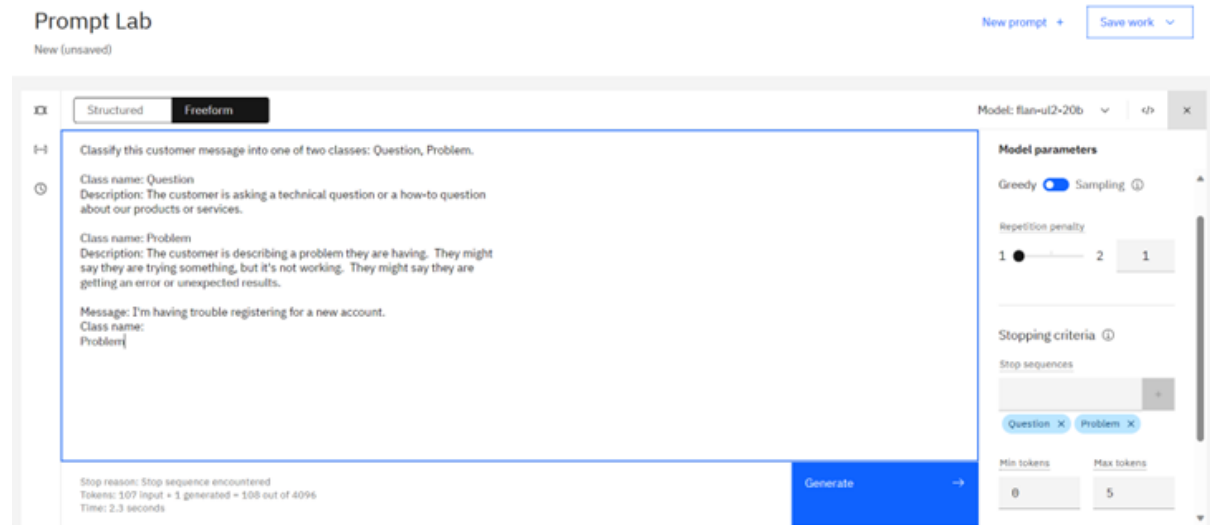 Prompt Lab
New prompt +
Save work
New (unsaved)
Structured
Freeform
Model: flan-ul2-20b
</>
×
Classify this customer message into one of two classes: Question, Problem.
Class name: Question
Description: The customer is asking a technical question or a how-to question
about our products or services.
Class name: Problem
Description: The customer is describing a problem they are having.  They might
say they are trying something, but it's not working.  They might say they are
getting an error or unexpected results.
Message: I'm having trouble registering for a new account.
Class name:
Problem
Stop reason: Stop sequence encountered
Tokens: 107 input + 1 generated = 108 out of 4096
Time: 2.3 seconds
Generate →
Model parameters
Greedy Sampling
Repetition penalty
1 2 1
Stopping criteria
Stop sequences
+
Question × Problem ×
Min tokens Max tokens
0 5